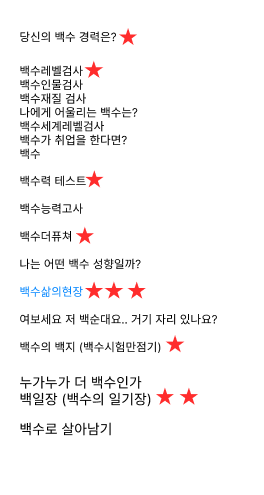 당신의 백수 경력은?★
백수레벨검사★
백수인물검사
백수재질 검사
나에게 어울리는 백수는?
백수세계레벨검사
백수가 취업을 한다면?
백수
백수력 테스트★
백수능력고사
백수더퓨쳐 ★
나는 어떤 백수 성향일까?
백수삶의현장★★ ★
여보세요 저 백순대요.. 거기 자리 있나요?
백수의 백지 (백수시험만점기) ★
누가누가 더 백수인가
백일장 (백수의 일기장) ★ ★
백수로 살아남기